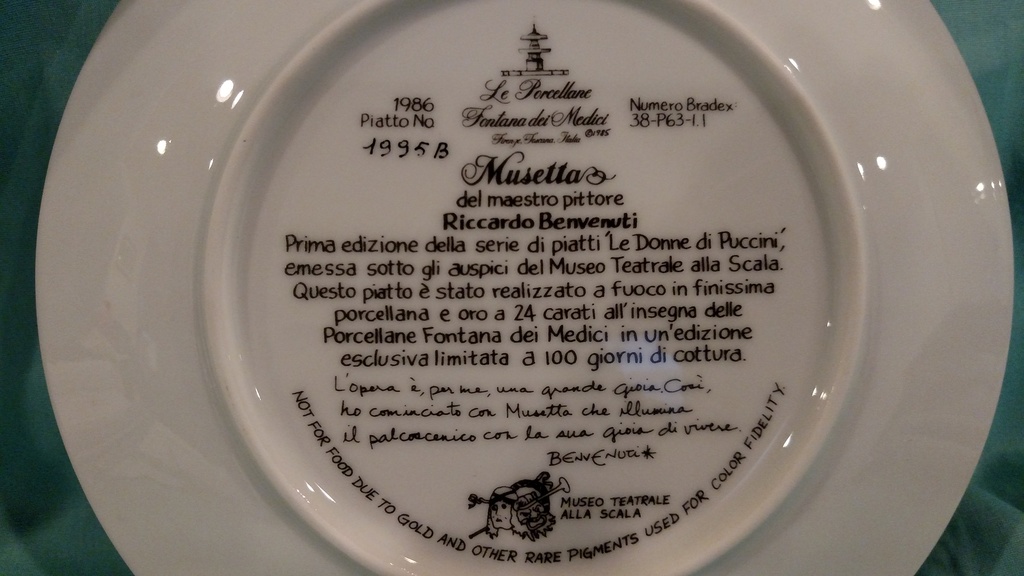 Le Porcellane
Fontana dei Medici
Firenze, Toscana, Italia ©1985
1986
Piatto No.
1995B
Numero Bradex:
38-P63-1.1
Musetta
del maestro pittore
Riccardo Benvenuti
Prima edizione della serie di piatti 'Le Donne di Puccini',
emessa sotto gli auspici del Museo Teatrale alla Scala.
Questo piatto è stato realizzato a fuoco in finissima
porcellana e oro a 24 carati all'insegna delle
Porcellane Fontana dei Medici in un'edizione
esclusiva limitata a 100 giorni di cottura.
L'opera è, per me, una grande gioia. Così,
ho cominciato con Musetta che illumina
il palcoscenico con la sua gioia di vivere.
BENVENUTI*
MUSEO TEATRALE
ALLA SCALA
NOT FOR FOOD DUE TO GOLD AND OTHER RARE PIGMENTS USED FOR COLOR FIDELITY.